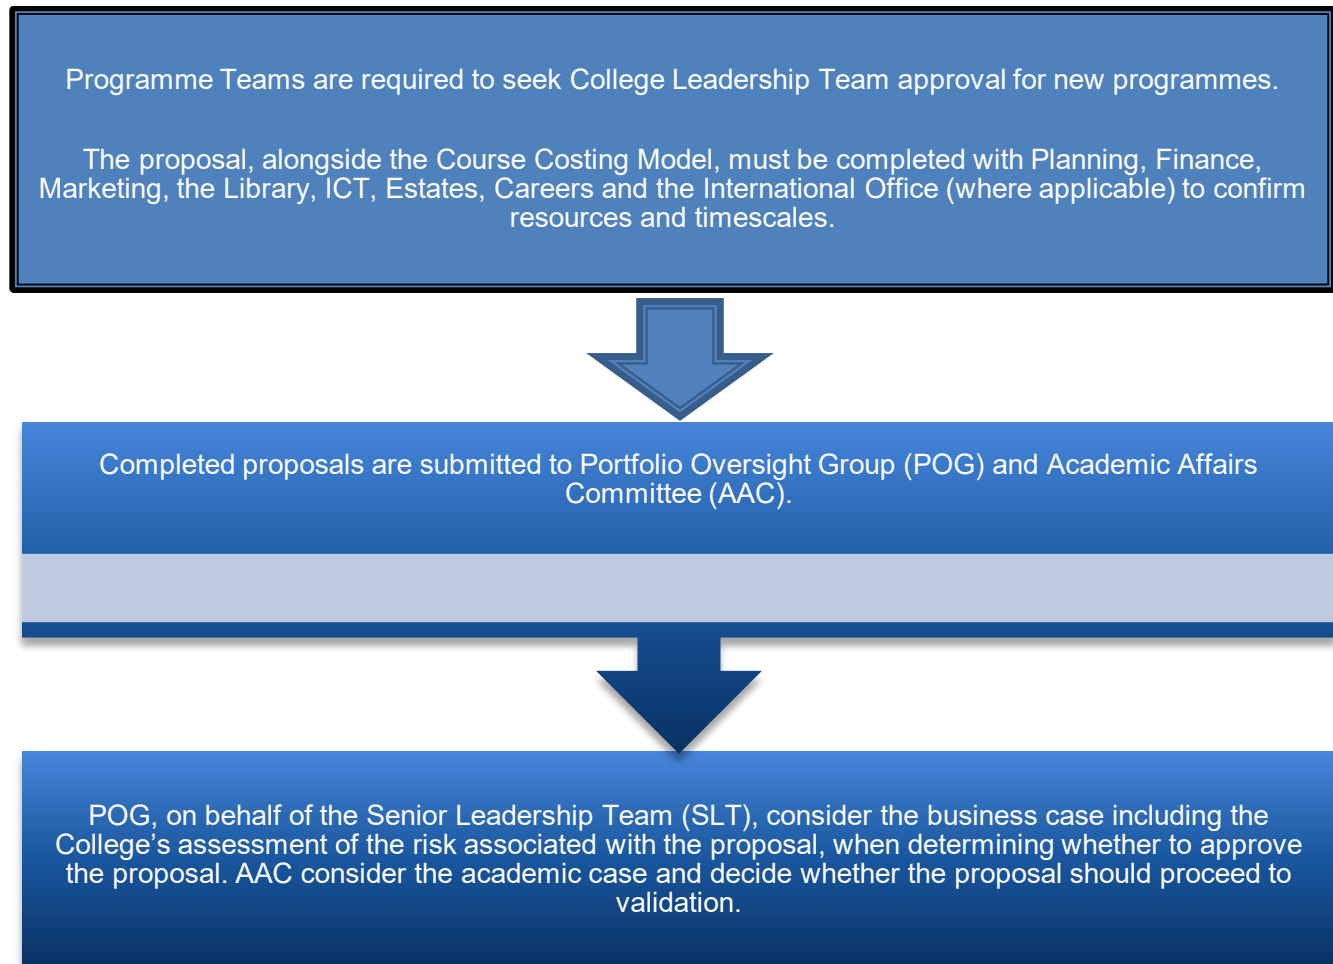 Programme Teams are required to seek College Leadership Team approval for new programmes.
The proposal, alongside the Course Costing Model, must be completed with Planning, Finance,
Marketing, the Library, ICT, Estates, Careers and the International Office (where applicable) to confirm
resources and timescales.
Completed proposals are submitted to Portfolio Oversight Group (POG) and Academic Affairs
Committee (AAC).
POG, on behalf of the Senior Leadership Team (SLT), consider the business case including the
College’s assessment of the risk associated with the proposal, when determining whether to approve
the proposal. AAC consider the academic case and decide whether the proposal should proceed to
validation.